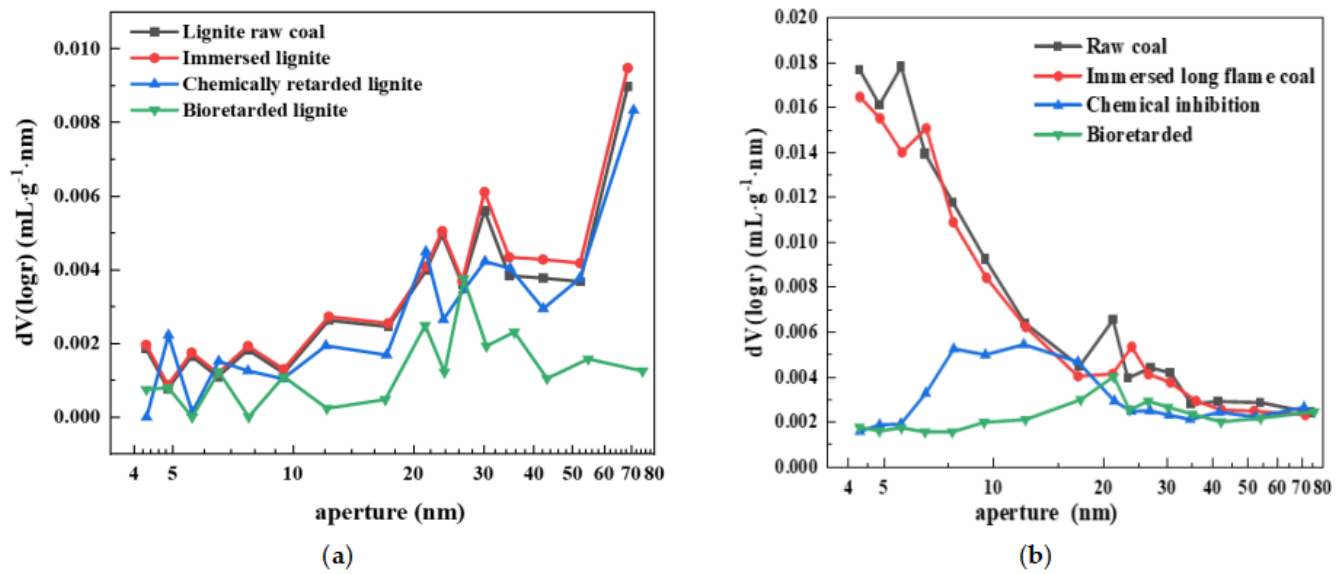 Lignite raw coal
Immersed lignite
Chemically retarded lignite
Bioretarded lignite
0.010
0.008
0.006
0.004
0.002
0.000
dV(logr) (mL·g⁻¹·nm)
4 5 10 20 30 40 50 60 70 80
aperture (nm)
(a)
Raw coal
Immersed long flame coal
Chemical inhibition
Bioretarded
0.020
0.018
0.016
0.014
0.012
0.010
0.008
0.006
0.004
0.002
0.000
dV(logr) (mL·g⁻¹·nm)
4 5 10 20 30 40 50 60 70 80
aperture (nm)
(b)